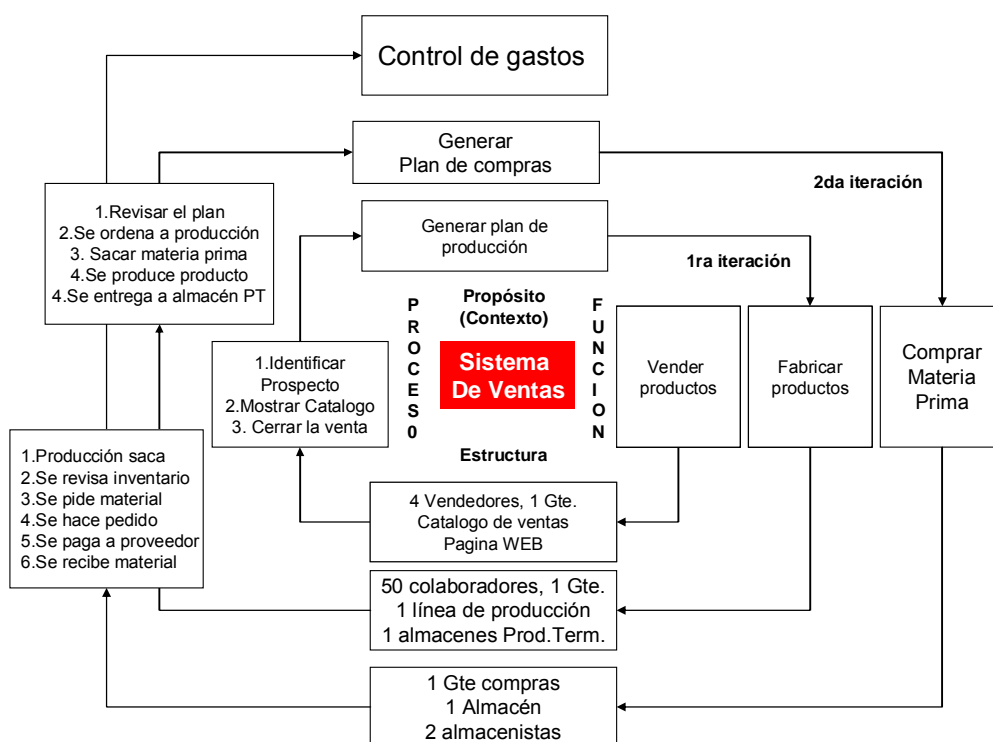 Control de gastos
Generar
Plan de compras
2da iteración
1.Revisar el plan
2.Se ordena a producción
3. Sacar materia prima
4.Se produce producto
4.Se entrega a almacén PT
Generar plan de
producción
1ra iteración
PROCES0
Propósito
(Contexto)
FUNCION
Sistema
De Ventas
Estructura
1.Identificar
Prospecto
2.Mostrar Catalogo
3. Cerrar la venta
Vender
productos
Fabricar
productos
Comprar
Materia
Prima
1.Producción saca
2.Se revisa inventario
3.Se pide material
4.Se hace pedido
5.Se paga a proveedor
6.Se recibe material
4 Vendedores, 1 Gte.
Catalogo de ventas
Pagina WEB
50 colaboradores, 1 Gte.
1 línea de producción
1 almacenes Prod.Term.
1 Gte compras
1 Almacén
2 almacenistas